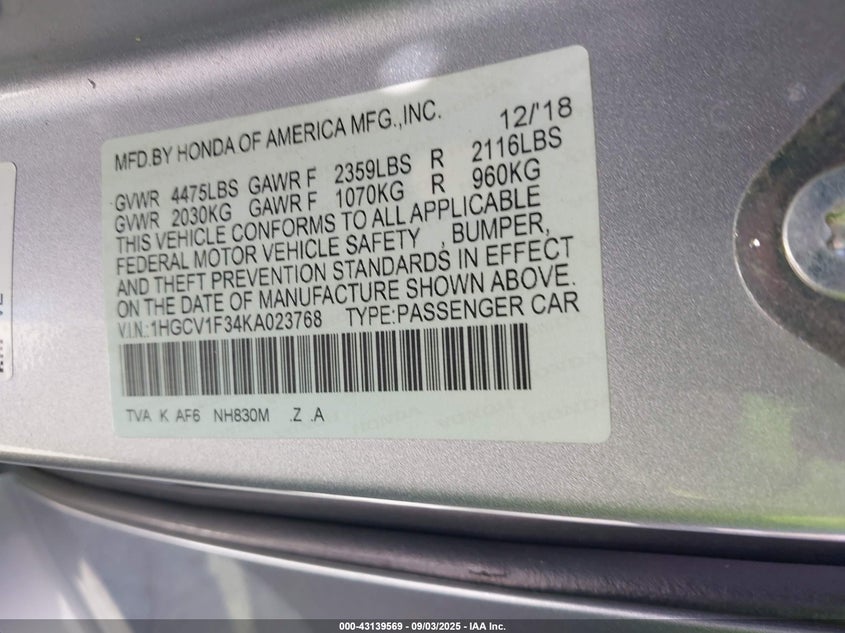 MFD.BY HONDA OF AMERICA MFG.,INC. 12/'18
GVWR 4475LBS GAWR F 2359LBS R 2116LBS
GVWR 2030KG GAWR F 1070KG R 960KG
THIS VEHICLE CONFORMS TO ALL APPLICABLE
FEDERAL MOTOR VEHICLE SAFETY , BUMPER,
AND THEFT PREVENTION STANDARDS IN EFFECT
ON THE DATE OF MANUFACTURE SHOWN ABOVE.
V.I.N.:1HGCV1F34KA023768 TYPE:PASSENGER CAR
TVA K AF6 NH830M .Z .A
000-43139569 - 09/03/2025 - IAA Inc.